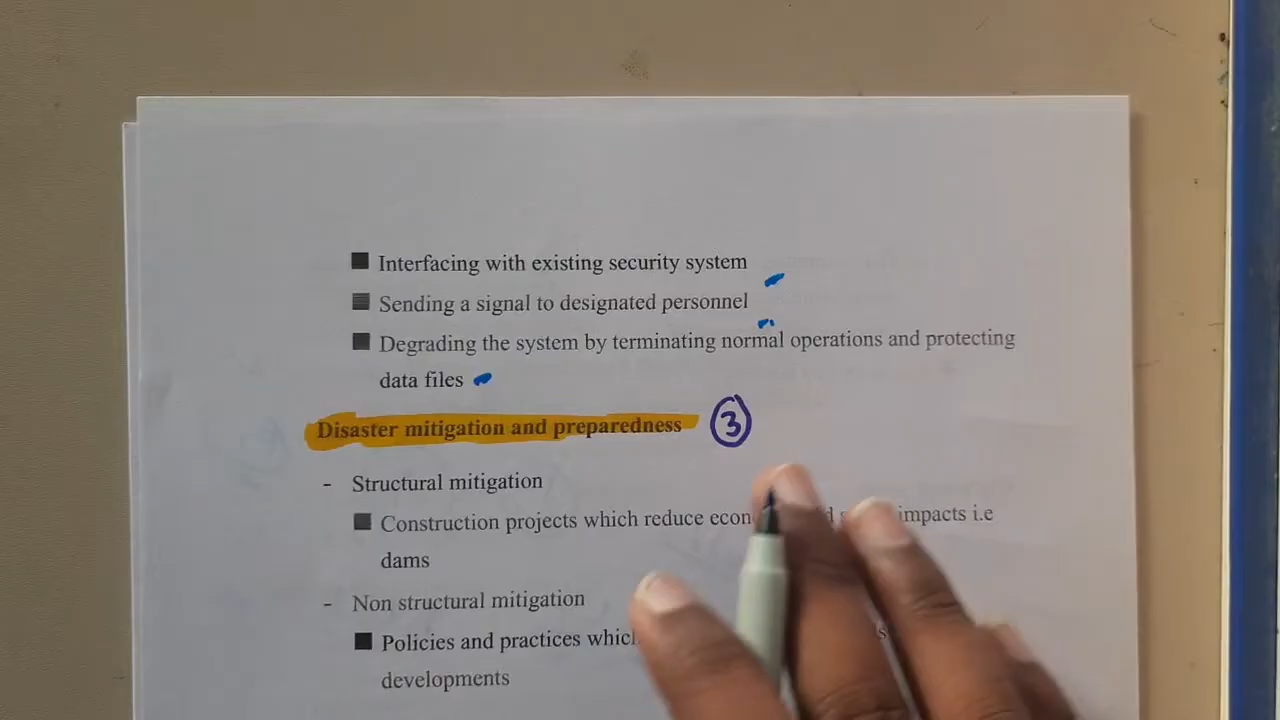 ■ Interfacing with existing security system
■ Sending a signal to designated personnel
■ Degrading the system by terminating normal operations and protecting
data files
Disaster mitigation and preparedness 3
- Structural mitigation
■ Construction projects which reduce impacts i.e
dams
- Non structural mitigation
■ Policies and practices
developments